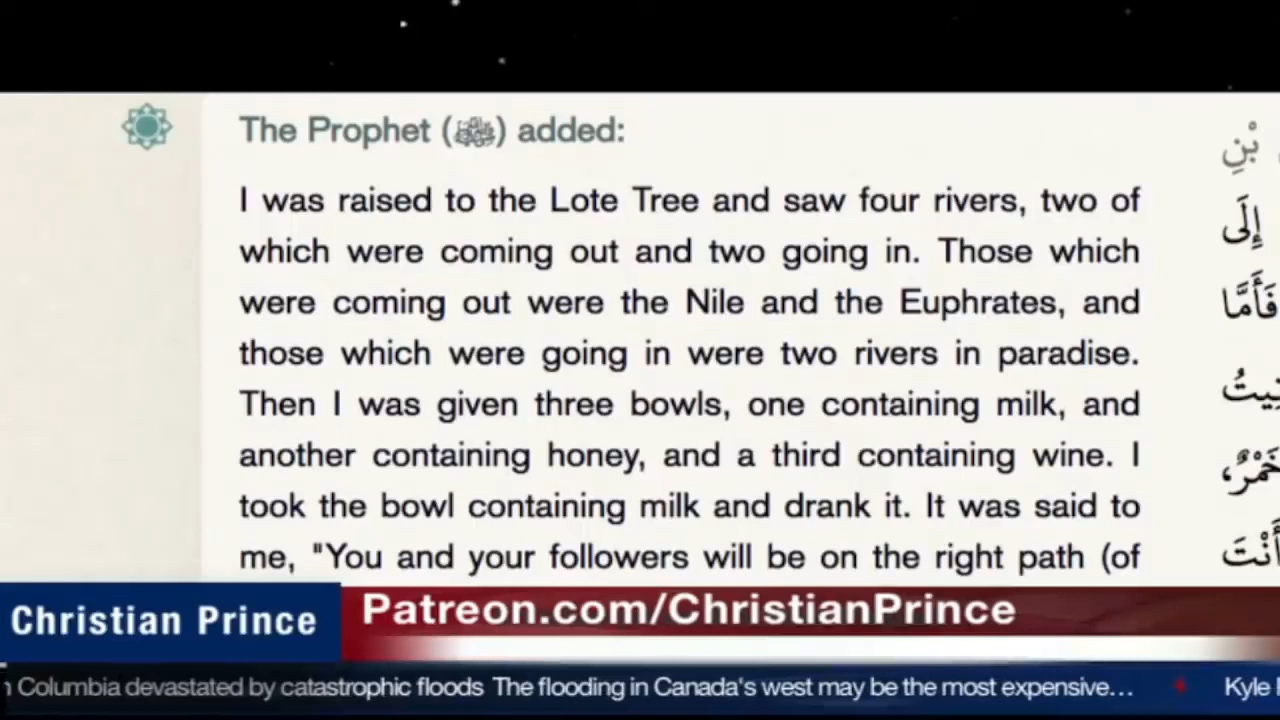 The Prophet (ﷺ) added:
I was raised to the Lote Tree and saw four rivers, two of
which were coming out and two going in. Those which
were coming out were the Nile and the Euphrates, and
those which were going in were two rivers in paradise.
Then I was given three bowls, one containing milk, and
another containing honey, and a third containing wine. I
took the bowl containing milk and drank it. It was said to
me, "You and your followers will be on the right path (of
بْنِ
إِلَى
فَأَمَّا
خَمْرٌ،
أَنْتَ
Christian Prince
Patreon.com/ChristianPrince
Columbia devastated by catastrophic floods The flooding in Canada's west may be the most expensive... Kyle